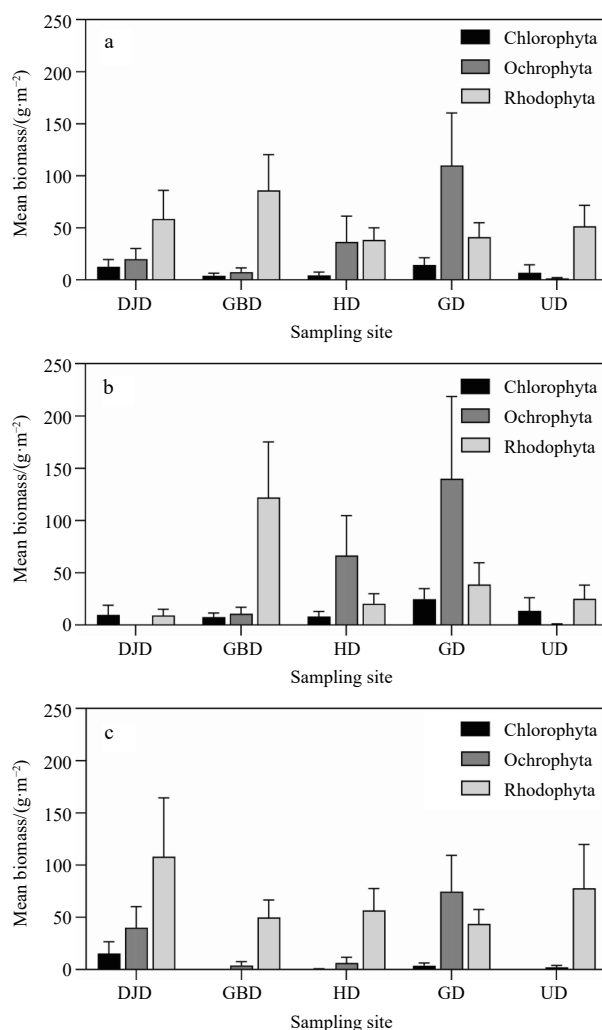 a
Chlorophyta
Ochrophyta
Rhodophyta
Mean biomass/(g·m⁻²)
250
200
150
100
50
0
DJD GBD HD GD UD
Sampling site
b
Chlorophyta
Ochrophyta
Rhodophyta
Mean biomass/(g·m⁻²)
250
200
150
100
50
0
DJD GBD HD GD UD
Sampling site
c
Chlorophyta
Ochrophyta
Rhodophyta
Mean biomass/(g·m⁻²)
250
200
150
100
50
0
DJD GBD HD GD UD
Sampling site